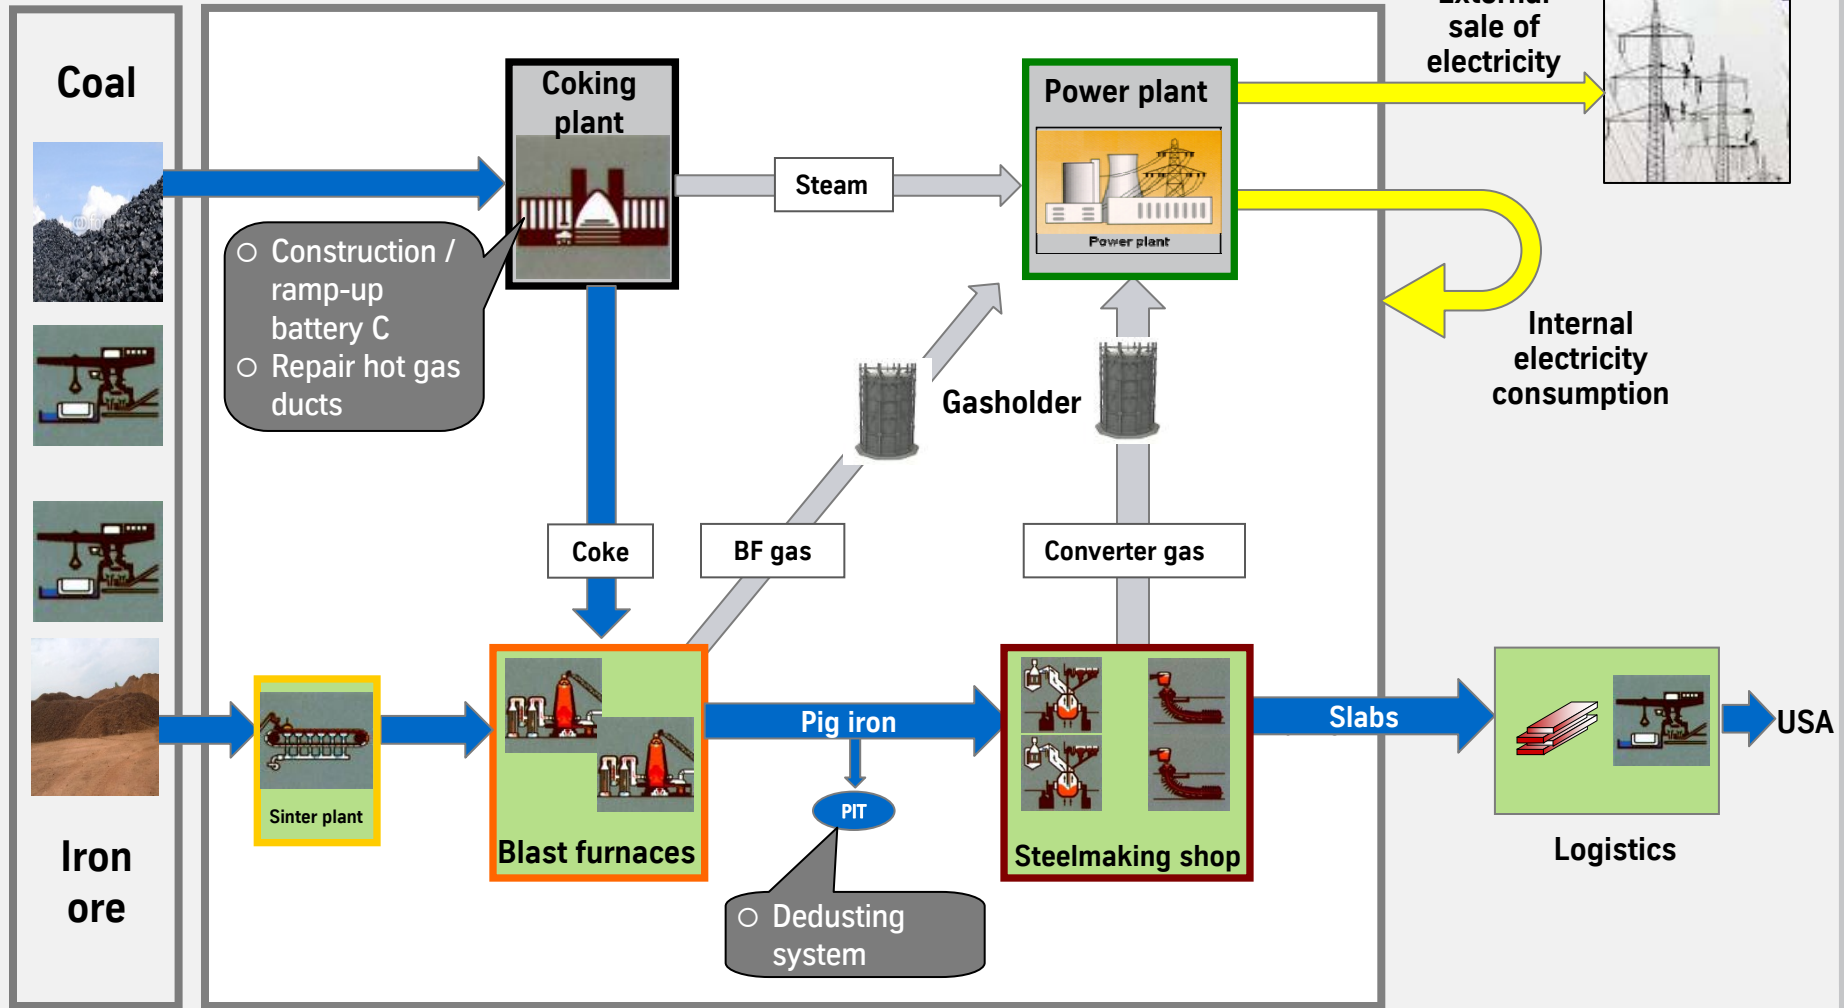 External
sale of
electricity
Coal
Coking
plant
Power plant
Steam
Power plant
○ Construction /
ramp-up
battery C
○ Repair hot gas
ducts
Internal
electricity
consumption
Gasholder
Coke
BF gas
Converter gas
Pig iron
Slabs
USA
PIT
Sinter plant
Blast furnaces
Steelmaking shop
Logistics
Iron
ore
○ Dedusting
system